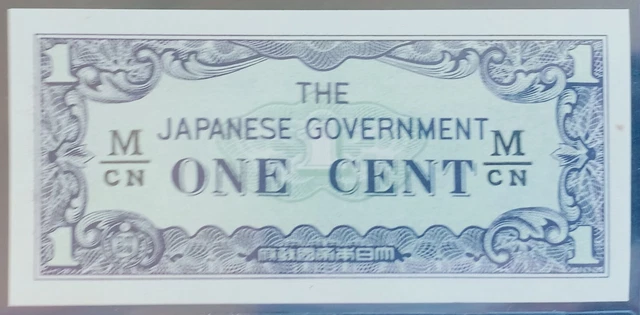 1 1
THE
JAPANESE GOVERNMENT
M M
CN ONE CENT CN
1 大日本帝國政府 1